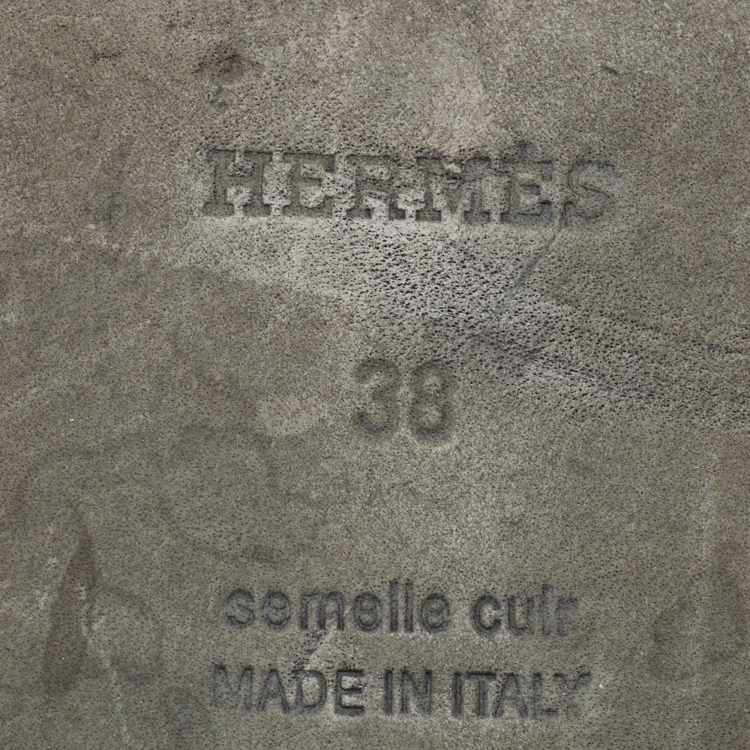 HERMÈS
38
semelle cuir
MADE IN ITALY